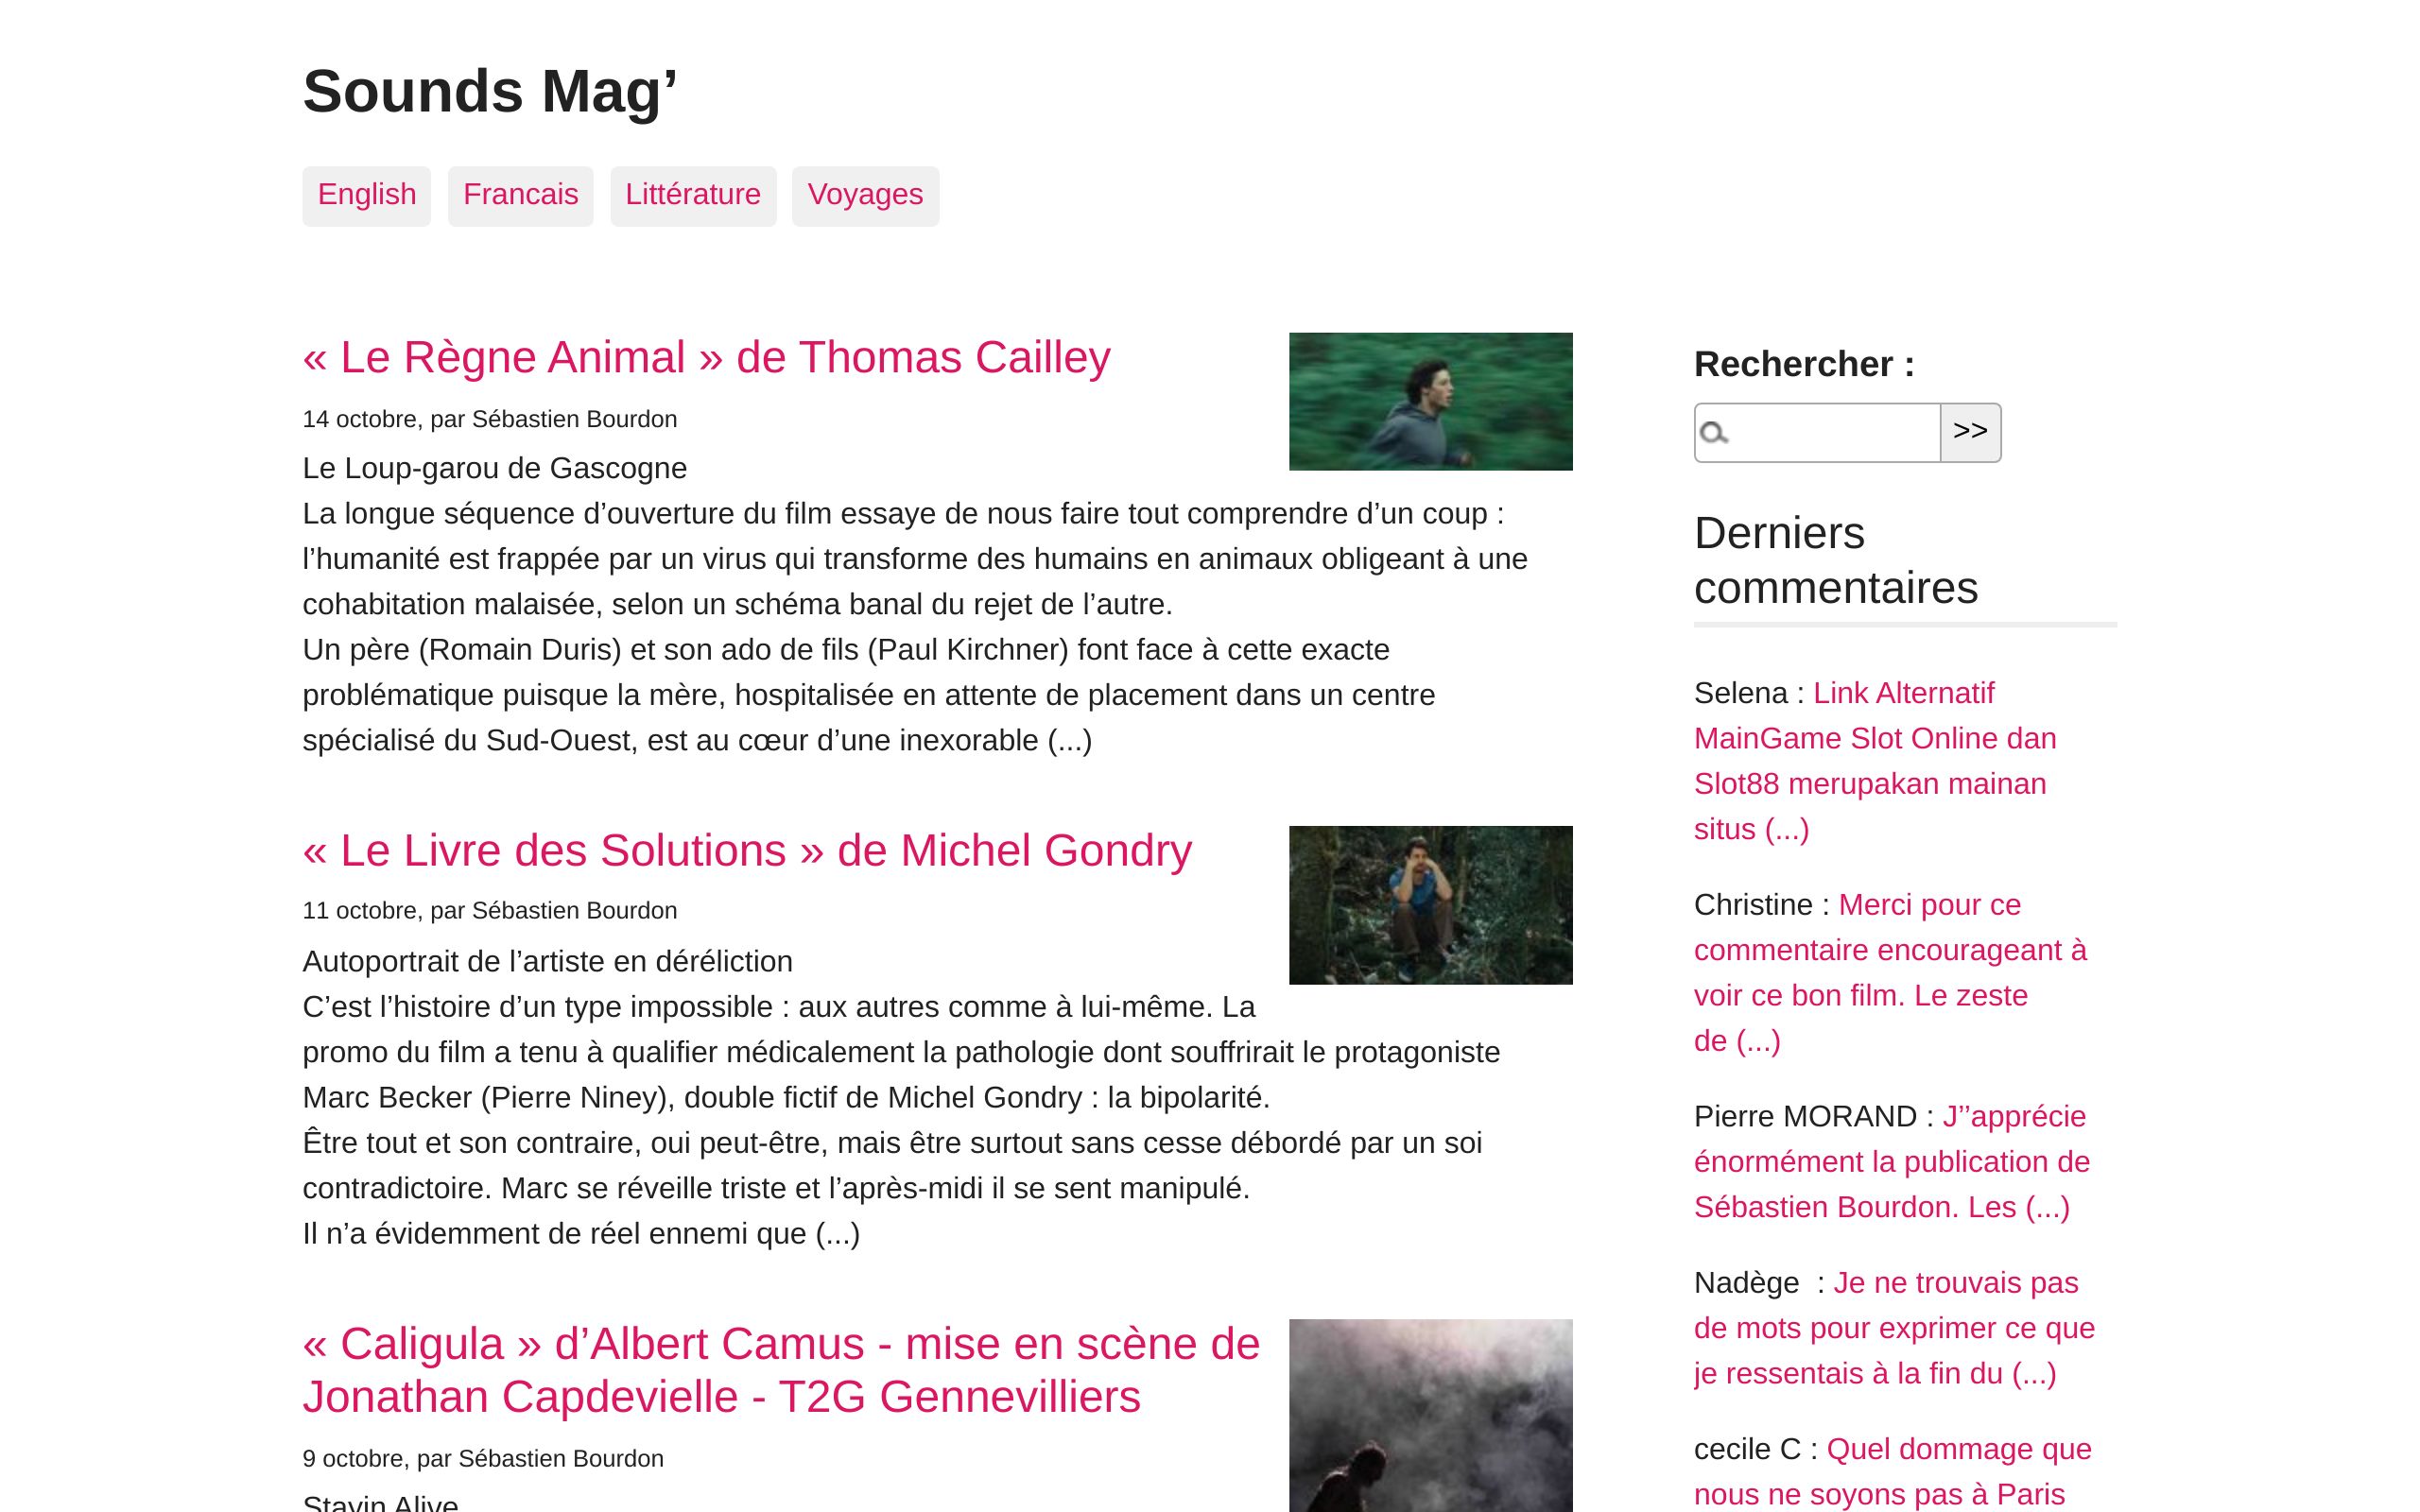 Sounds Mag’
English
Francais
Littérature
Voyages
« Le Règne Animal » de Thomas Cailley
14 octobre, par Sébastien Bourdon
Le Loup-garou de Gascogne
La longue séquence d’ouverture du film essaye de nous faire tout comprendre d’un coup :
l’humanité est frappée par un virus qui transforme des humains en animaux obligeant à une
cohabitation malaisée, selon un schéma banal du rejet de l’autre.
Un père (Romain Duris) et son ado de fils (Paul Kirchner) font face à cette exacte
problématique puisque la mère, hospitalisée en attente de placement dans un centre
spécialisé du Sud-Ouest, est au cœur d’une inexorable (...)
« Le Livre des Solutions » de Michel Gondry
11 octobre, par Sébastien Bourdon
Autoportrait de l’artiste en déréliction
C’est l’histoire d’un type impossible : aux autres comme à lui-même. La
promo du film a tenu à qualifier médicalement la pathologie dont souffrirait le protagoniste
Marc Becker (Pierre Niney), double fictif de Michel Gondry : la bipolarité.
Être tout et son contraire, oui peut-être, mais être surtout sans cesse débordé par un soi
contradictoire. Marc se réveille triste et l’après-midi il se sent manipulé.
Il n’a évidemment de réel ennemi que (...)
« Caligula » d’Albert Camus - mise en scène de
Jonathan Capdevielle - T2G Gennevilliers
9 octobre, par Sébastien Bourdon
Stayin Alive
Rechercher :
>>
Derniers
commentaires
Selena : Link Alternatif
MainGame Slot Online dan
Slot88 merupakan mainan
situs (...)
Christine : Merci pour ce
commentaire encourageant à
voir ce bon film. Le zeste
de (...)
Pierre MORAND : J’’apprécie
énormément la publication de
Sébastien Bourdon. Les (...)
Nadège  : Je ne trouvais pas
de mots pour exprimer ce que
je ressentais à la fin du (...)
cecile C : Quel dommage que
nous ne soyons pas à Paris